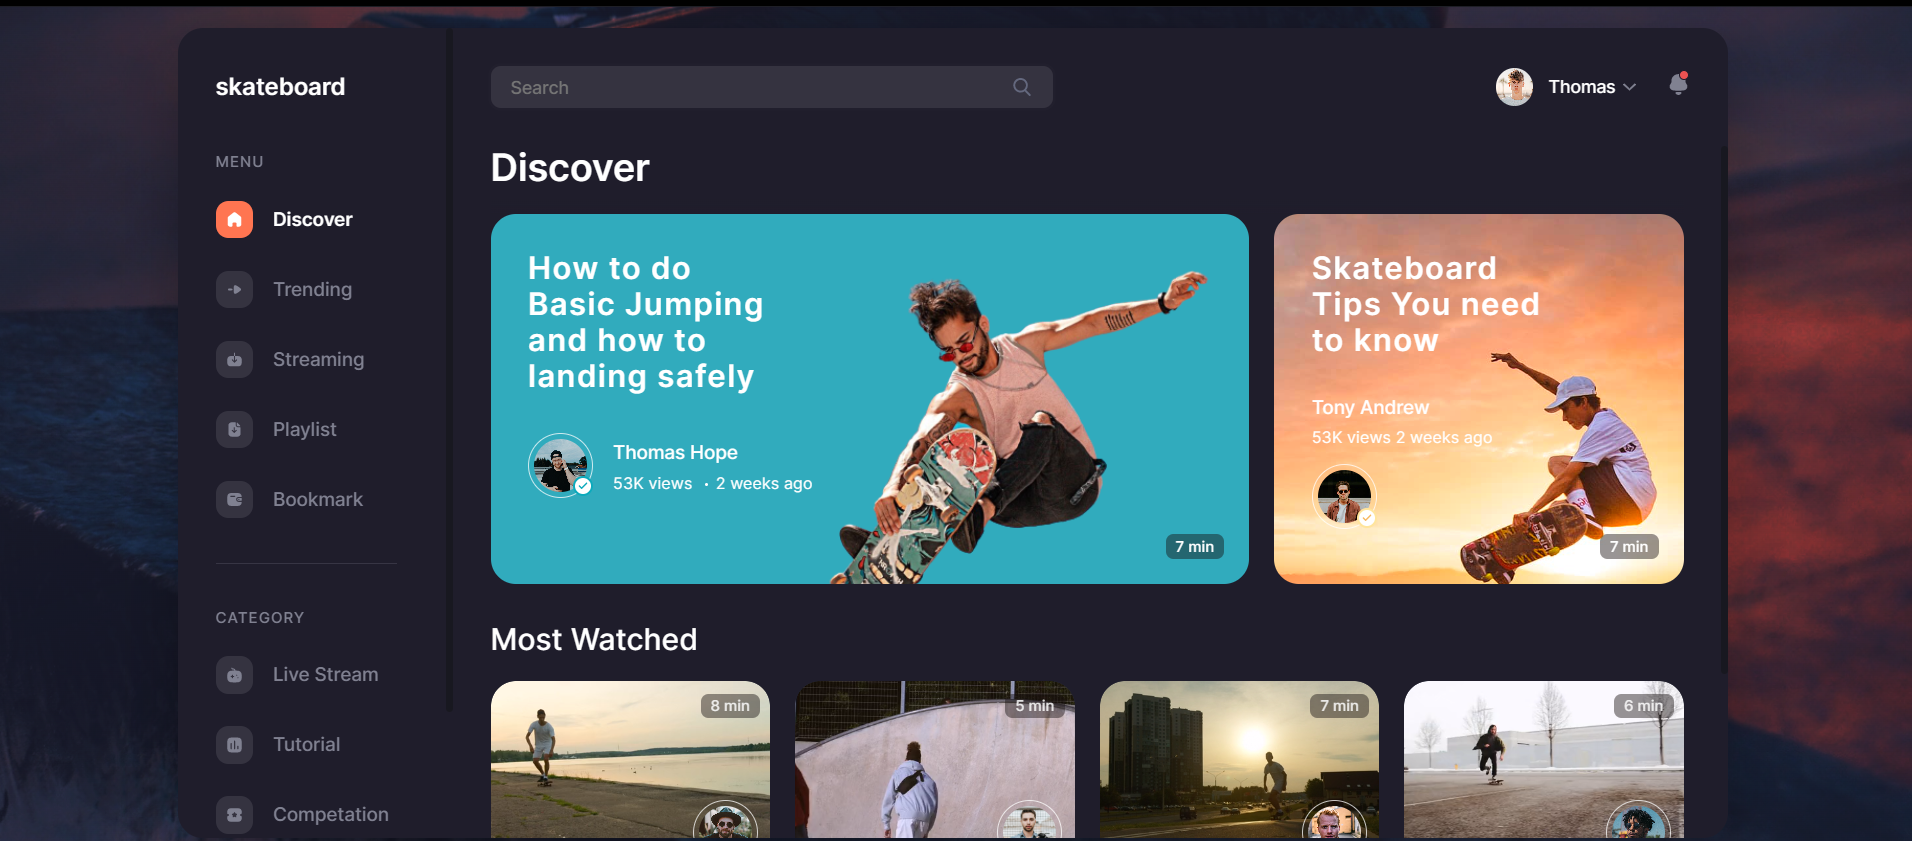 skateboard
MENU
Discover
Trending
Streaming
Playlist
Bookmark
CATEGORY
Live Stream
Tutorial
Competation
Search
Thomas
Discover
How to do
Basic Jumping
and how to
landing safely
Thomas Hope
53K views • 2 weeks ago
7 min
Skateboard
Tips You need
to know
Tony Andrew
53K views 2 weeks ago
7 min
Most Watched
8 min
5 min
7 min
6 min